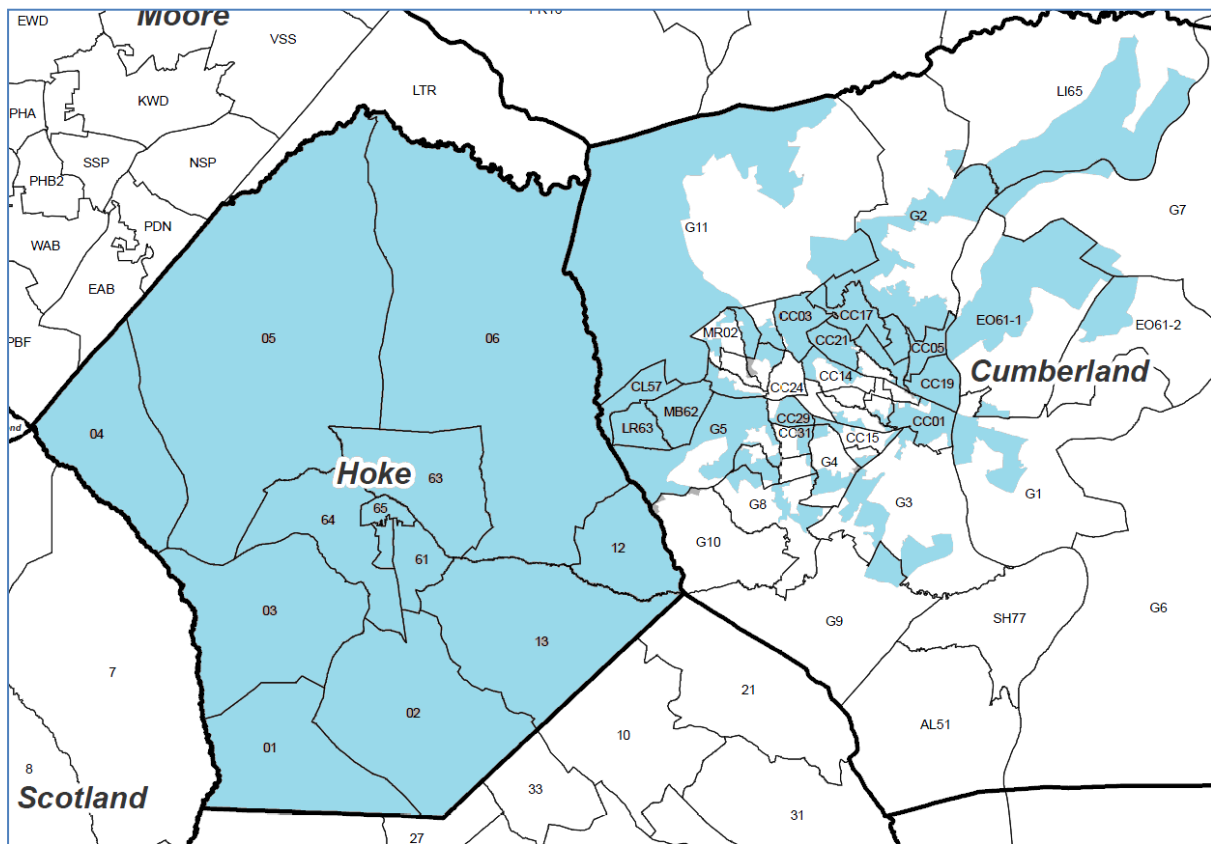 EWD
Moore
VSS
LTR
KWD
PHA
LI65
SSP
NSP
PHB2
G2
G7
PDN
WAB
G11
EAB
CC03
CC17
EO61-1
EO61-2
PBF
05
06
MR02
CC21
CC05
Cumberland
CC14
CC19
CL57
CC24
MB62
CC29
CC01
04
LR63
G5
CC31
CC15
G4
Hoke
63
G1
G8
G3
65
64
G10
12
61
03
SH77
G6
G9
13
7
21
02
AL51
10
01
8
Scotland
33
31
27